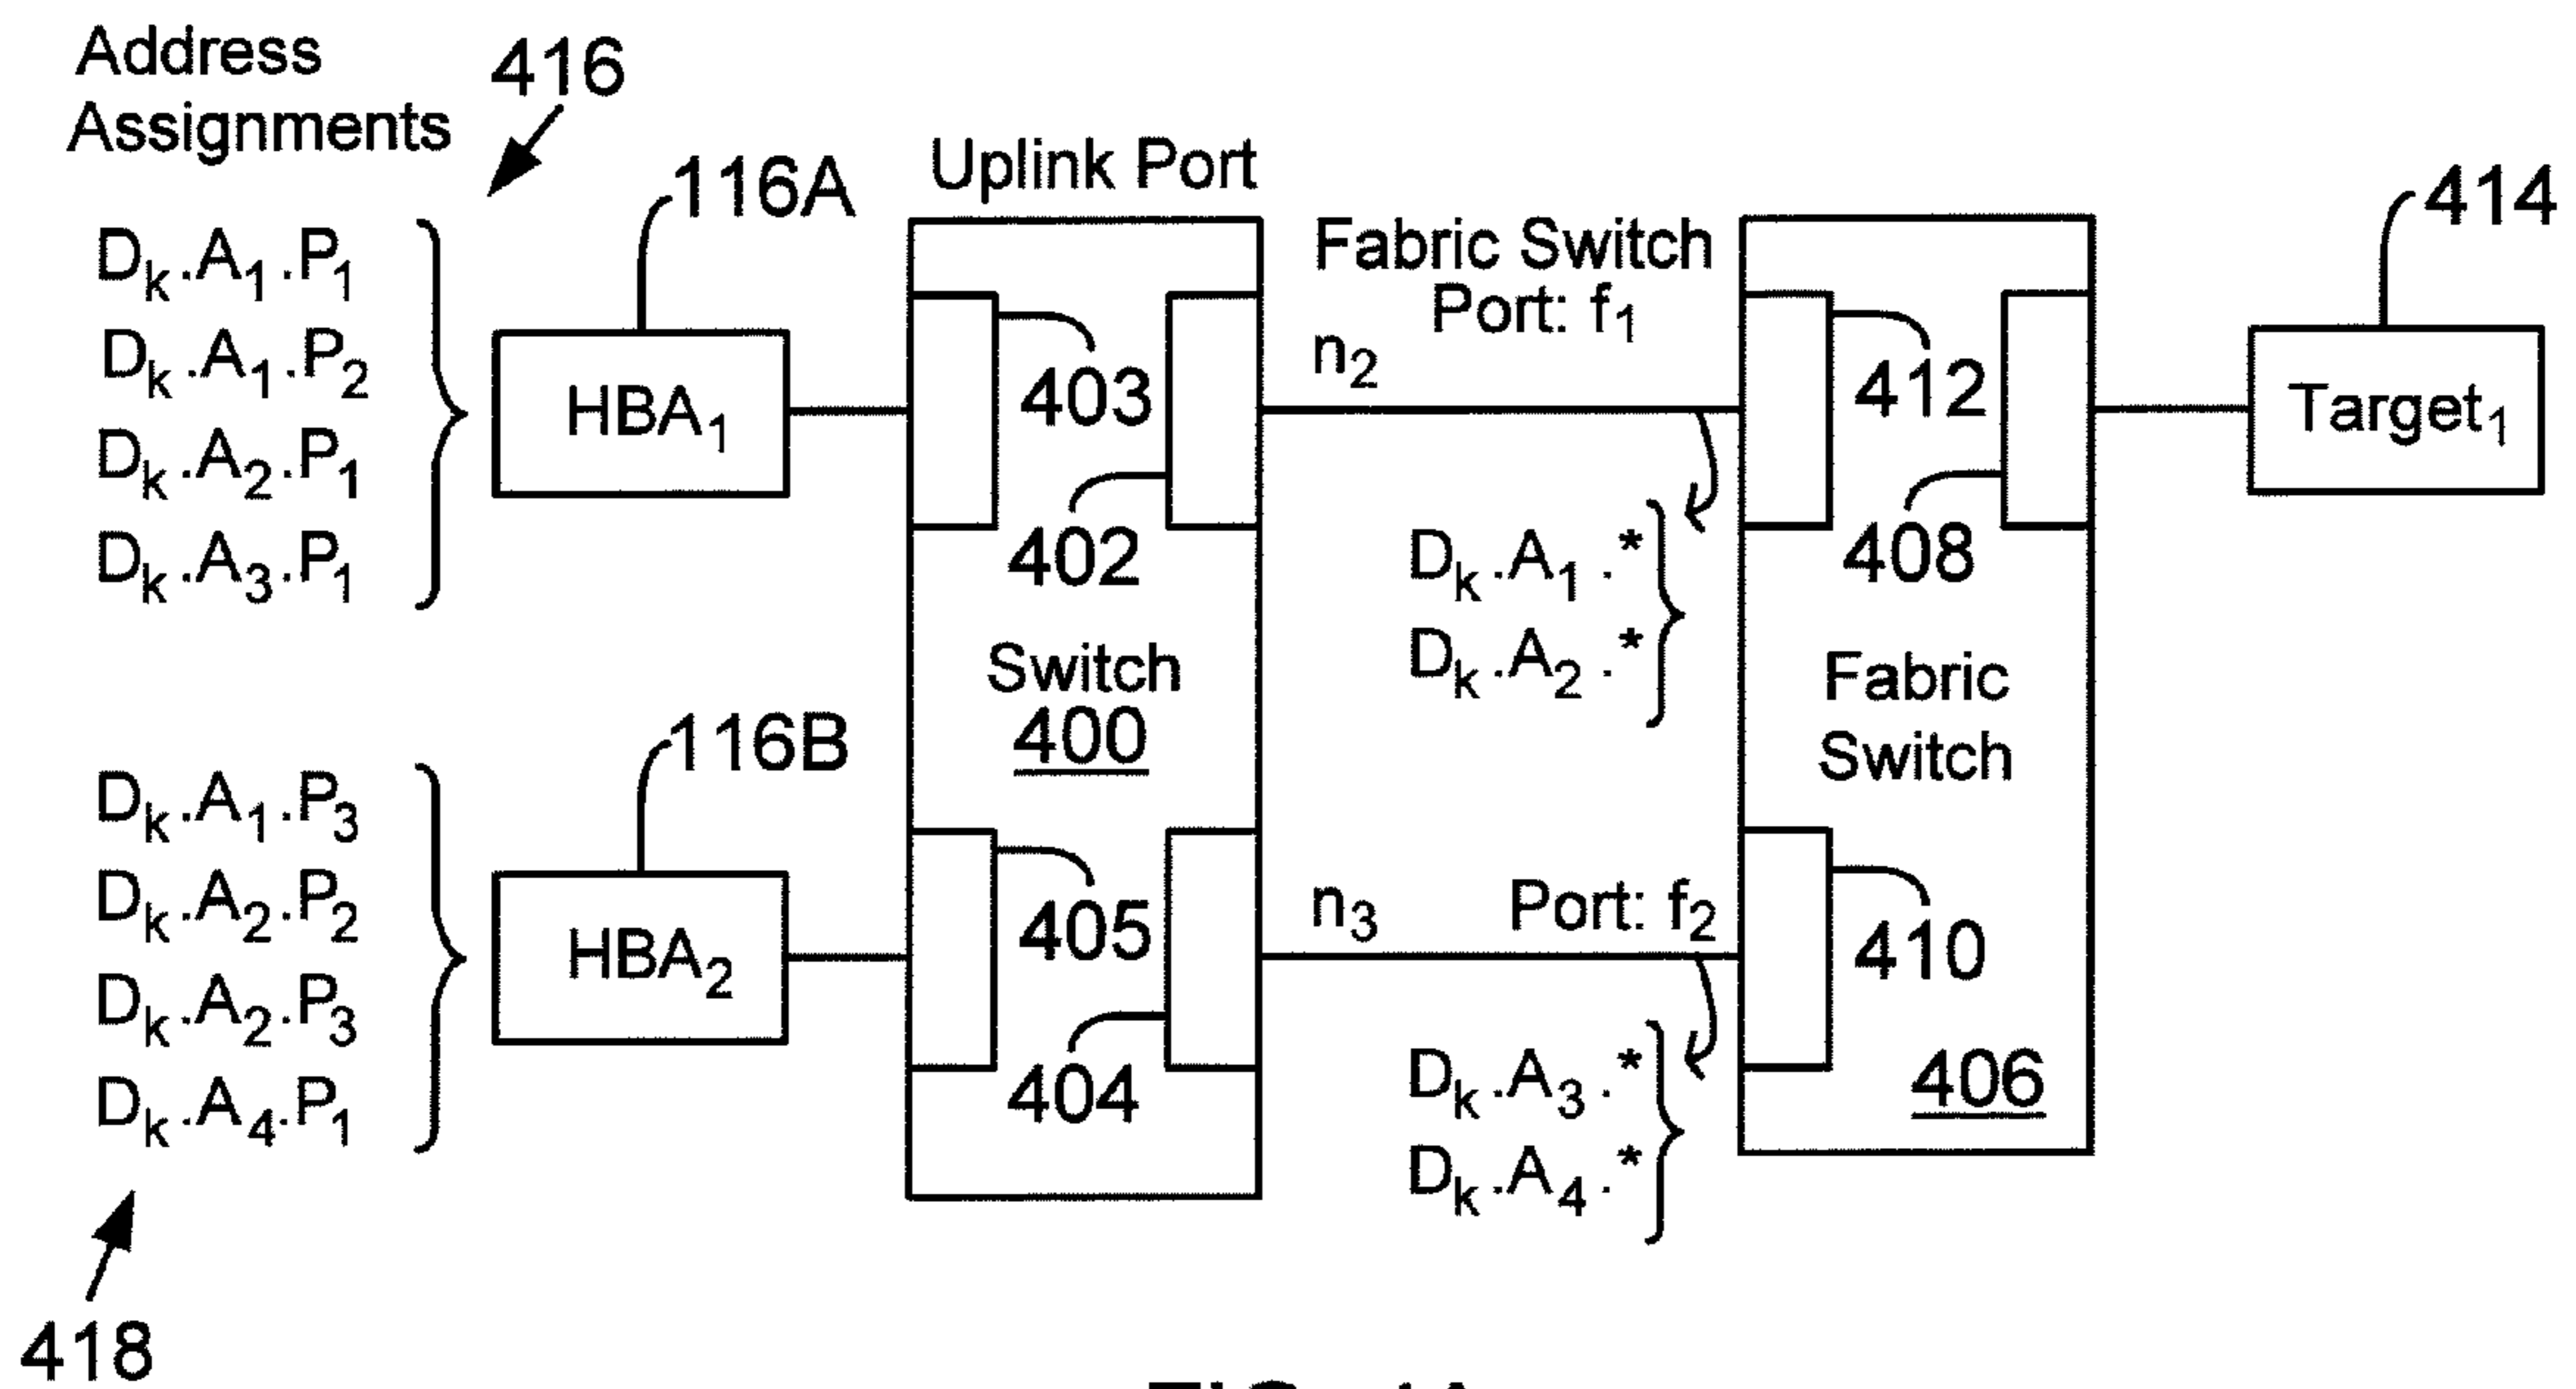 Address
Assignments
416
116A
Uplink Port
414
Dₖ.A₁.P₁
Dₖ.A₁.P₂
Dₖ.A₂.P₁
Dₖ.A₃.P₁
HBA₁
403
402
Fabric Switch
Port: f₁
n₂
412
408
Target₁
Dₖ.A₁.*
Dₖ.A₂.*
Switch
400
Fabric
Switch
116B
Dₖ.A₁.P₃
Dₖ.A₂.P₂
Dₖ.A₂.P₃
Dₖ.A₄.P₁
HBA₂
405
404
n₃
Port: f₂
410
406
Dₖ.A₃.*
Dₖ.A₄.*
418